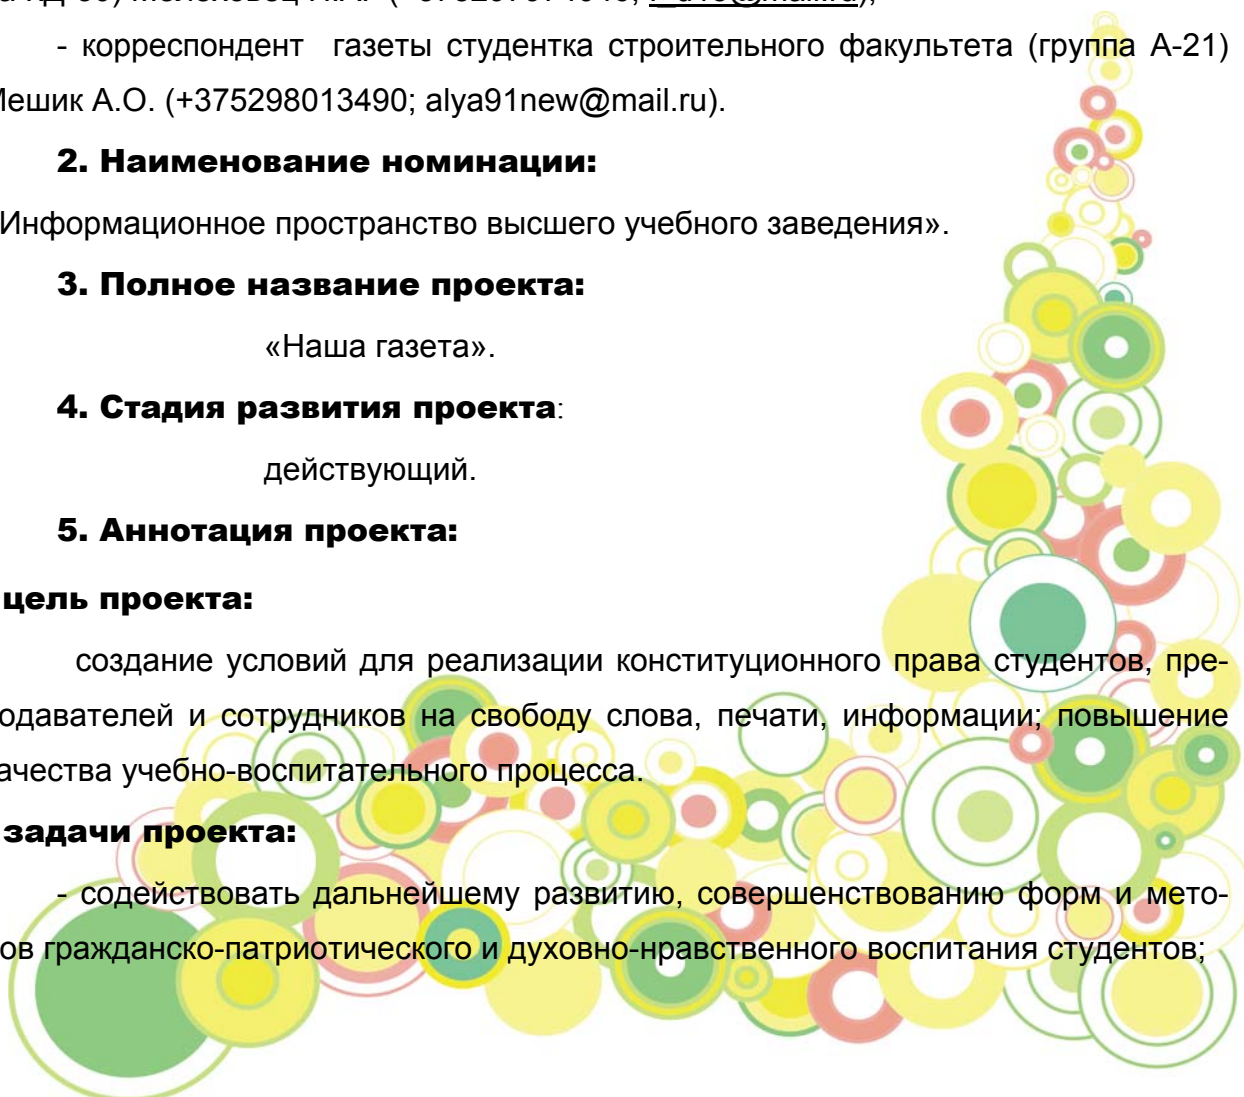 - корреспондент газеты студентка строительного факультета (группа А-21)
Мешик А.О. (+375298013490; alya91new@mail.ru).
2. Наименование номинации:
Информационное пространство высшего учебного заведения».
3. Полное название проекта:
«Наша газета».
4. Стадия развития проекта:
действующий.
5. Аннотация проекта:
цель проекта:
создание условий для реализации конституционного права студентов, пре-
одавателей и сотрудников на свободу слова, печати, информации; повышение
ачества учебно-воспитательного процесса.
задачи проекта:
- содействовать дальнейшему развитию, совершенствованию форм и мето-
ов гражданско-патриотического и духовно-нравственного воспитания студентов;